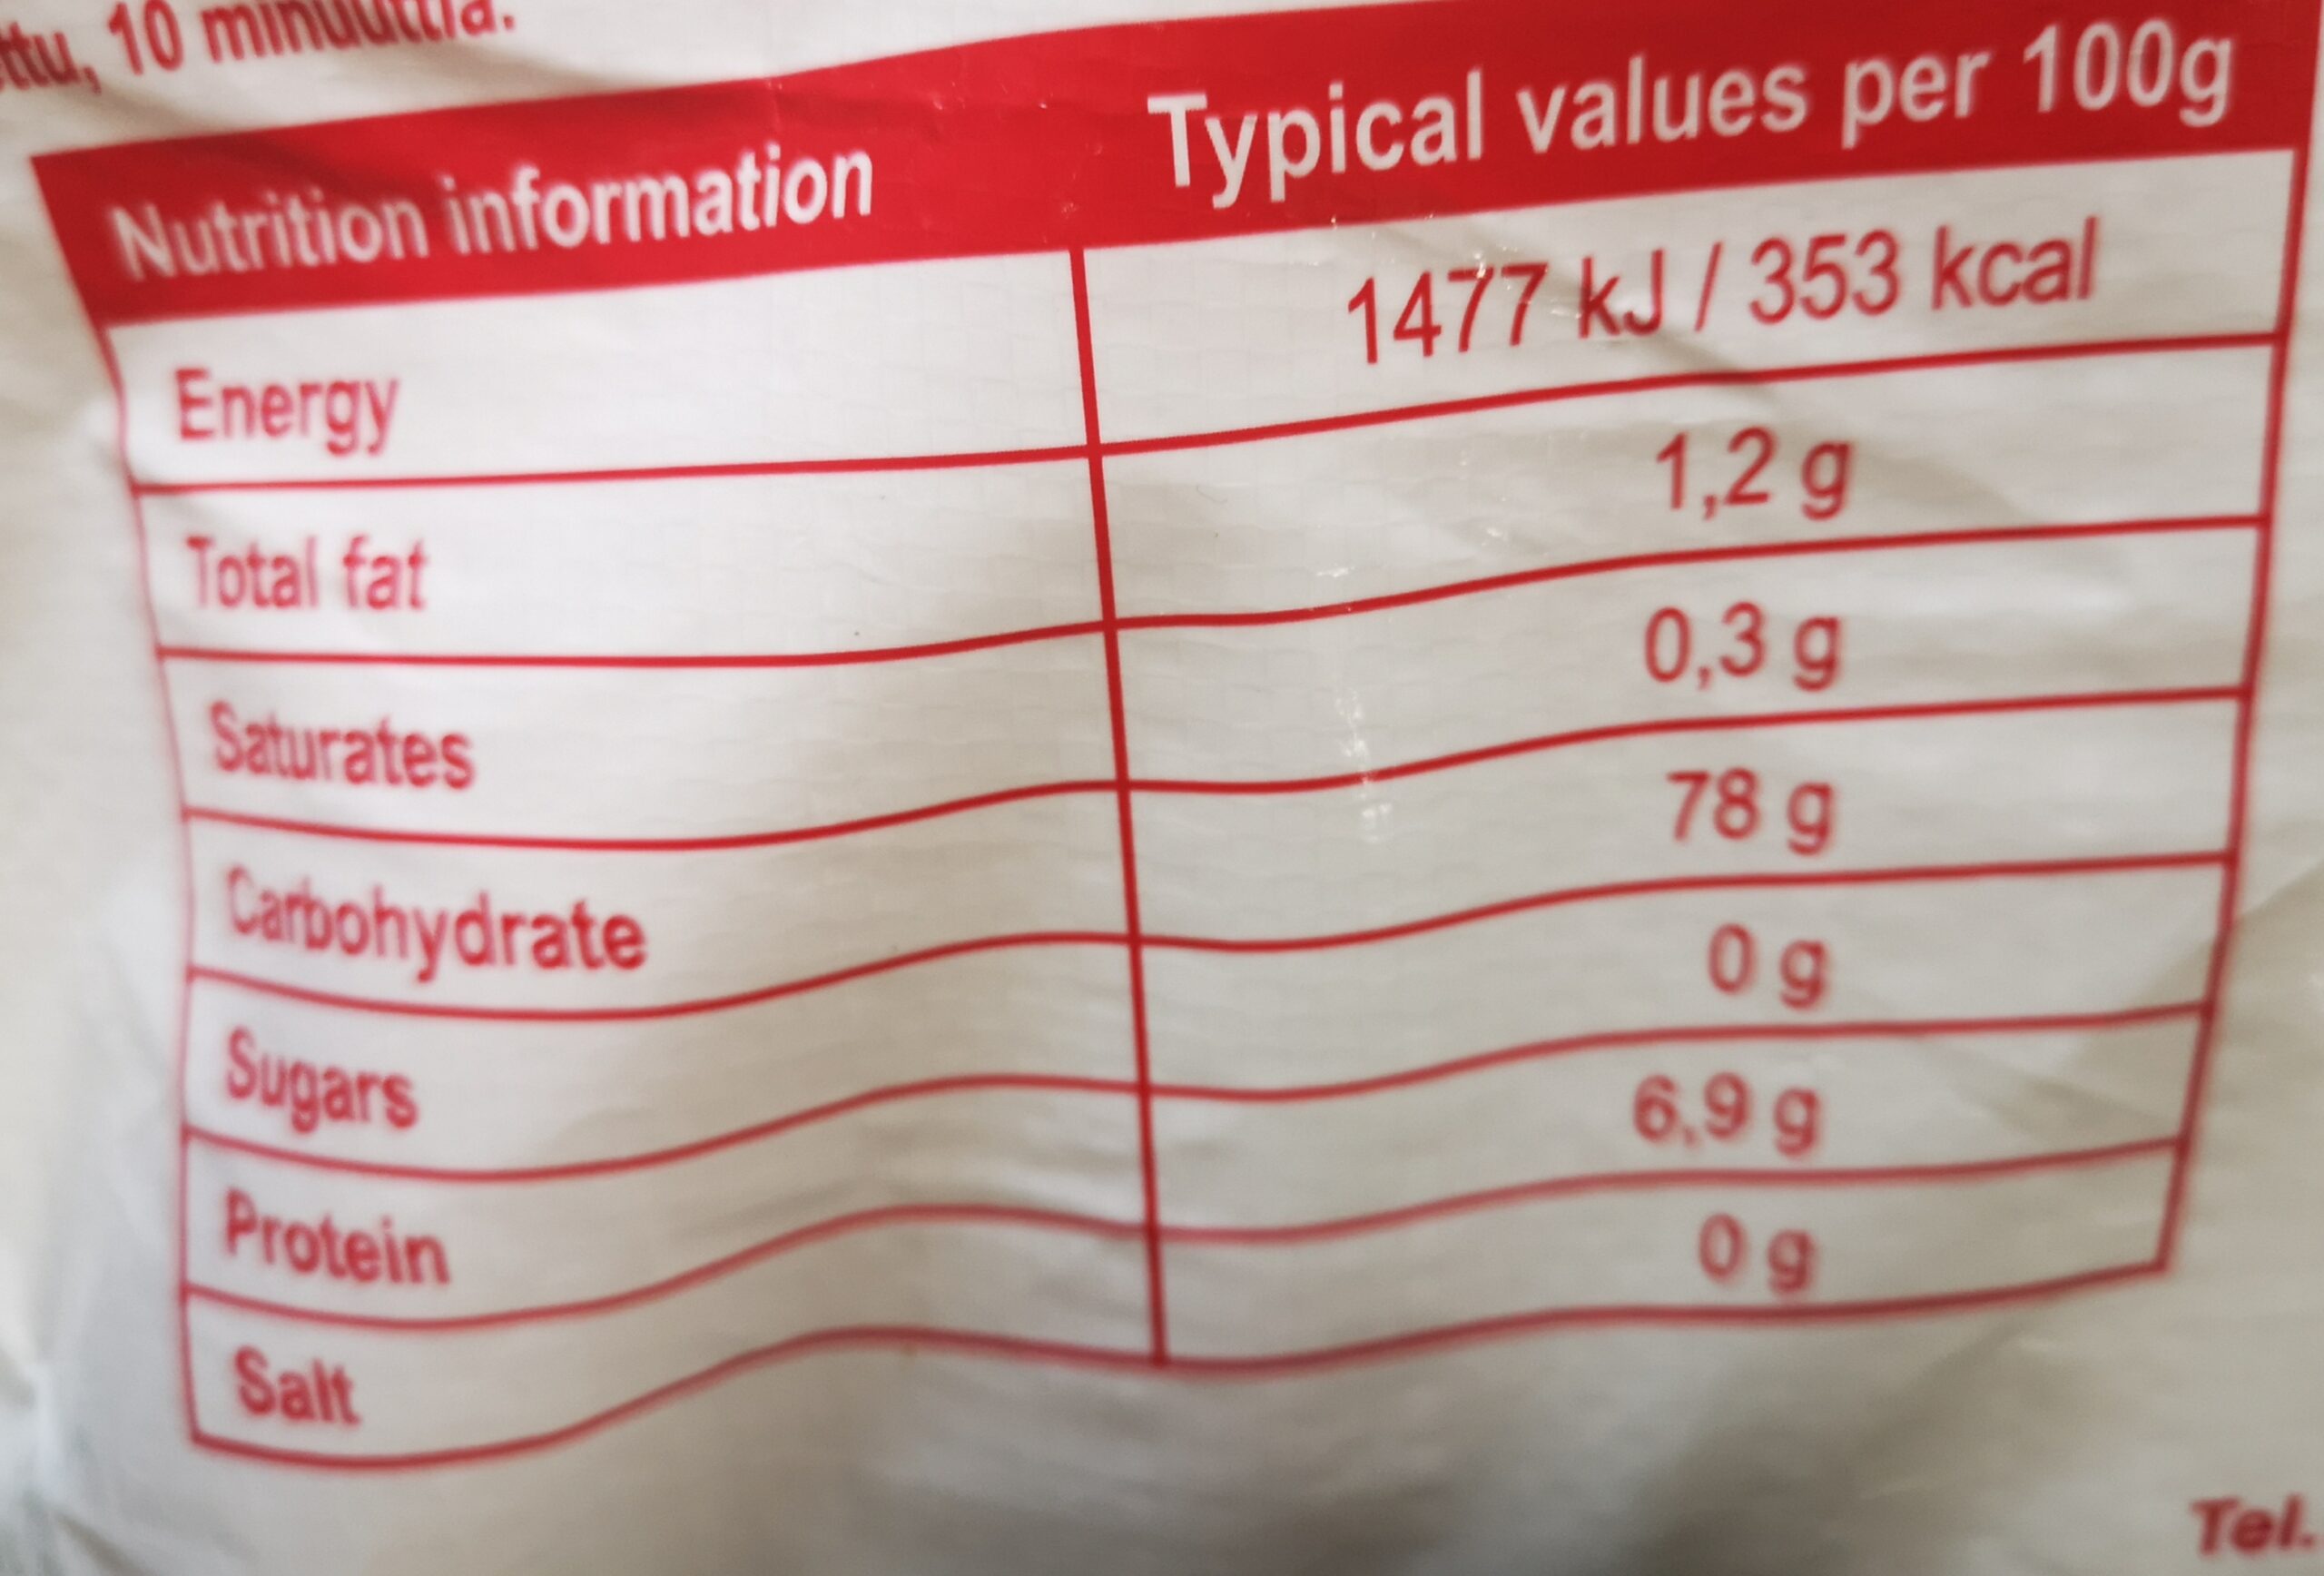 ttu, 10 minuuttia.
Nutrition information Typical values per 100g
Energy 1477 kJ / 353 kcal
Total fat 1,2 g
Saturates 0,3 g
Carbohydrate 78 g
Sugars 0 g
Protein 6,9 g
Salt 0 g
Tel.